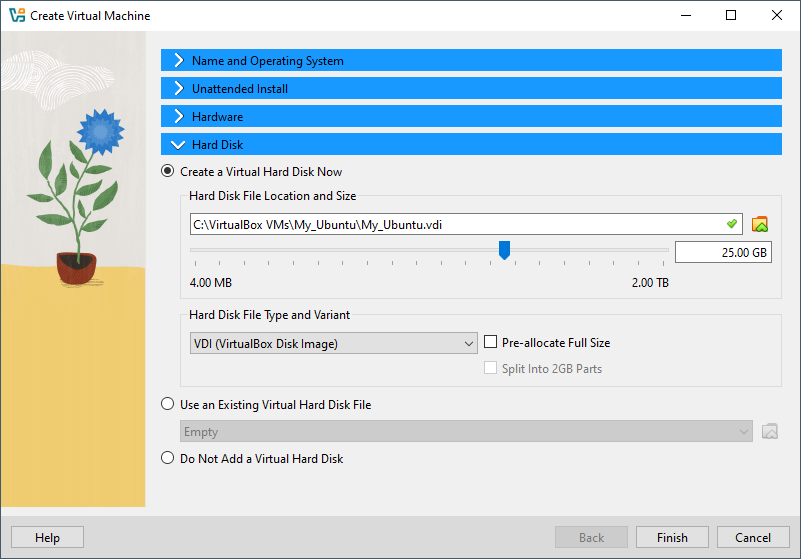 Create Virtual Machine
Name and Operating System
Unattended Install
Hardware
Hard Disk
Create a Virtual Hard Disk Now
Hard Disk File Location and Size
C:\VirtualBox VMs\My_Ubuntu\My_Ubuntu.vdi
25.00 GB
4.00 MB 2.00 TB
Hard Disk File Type and Variant
VDI (VirtualBox Disk Image) Pre-allocate Full Size
Split Into 2GB Parts
Use an Existing Virtual Hard Disk File
Empty
Do Not Add a Virtual Hard Disk
Help Back Finish Cancel